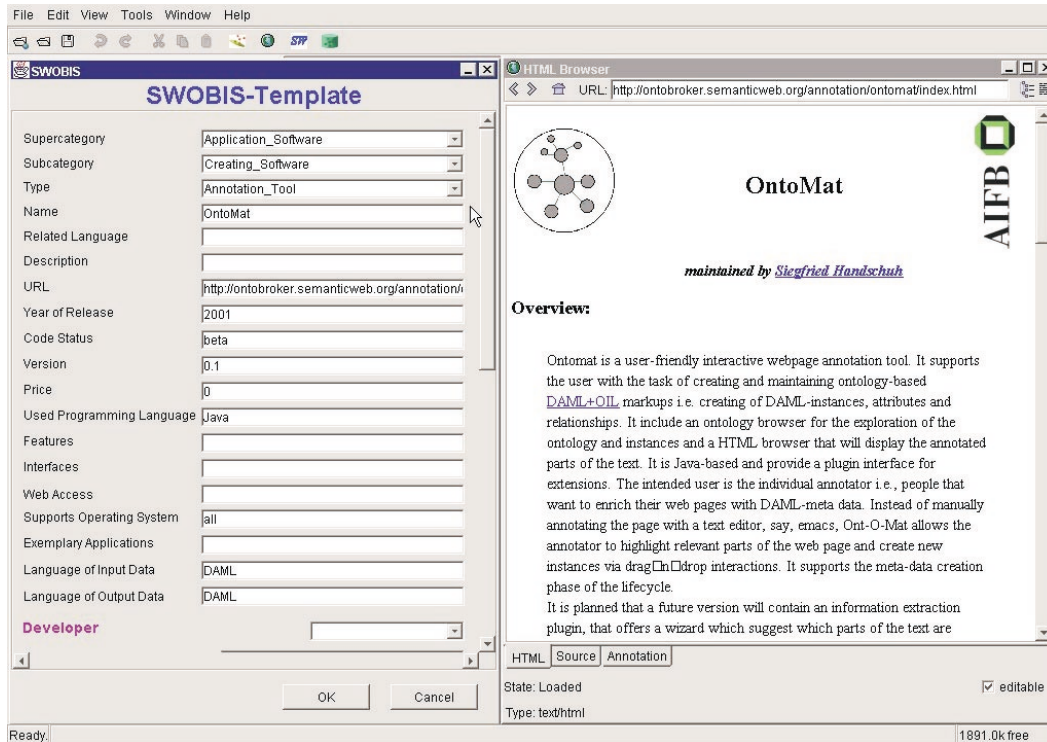 File Edit View Tools Window Help
SPP
SWOBIS
SWOBIS-Template
Supercategory Application_Software
Subcategory Creating_Software
Type Annotation_Tool
Name OntoMat
Related Language
Description
URL http://ontobroker.semanticweb.org/annotation/
Year of Release 2001
Code Status beta
Version 0.1
Price 0
Used Programming Language Java
Features
Interfaces
Web Access
Supports Operating System all
Exemplary Applications
Language of Input Data DAML
Language of Output Data DAML
Developer
OK Cancel
Ready.
HTML Browser
URL: http://ontobroker.semanticweb.org/annotation/ontomat/index.html
OntoMat
AIFB
maintained by Siegfried Handschuh
Overview:
Ontomat is a user-friendly interactive webpage annotation tool. It supports
the user with the task of creating and maintaining ontology-based
DAML+OIL markups i.e. creating of DAML-instances, attributes and
relationships. It include an ontology browser for the exploration of the
ontology and instances and a HTML browser that will display the annotated
parts of the text. It is Java-based and provide a plugin interface for
extensions. The intended user is the individual annotator i.e., people that
want to enrich their web pages with DAML-meta data. Instead of manually
annotating the page with a text editor, say, emacs, Ont-O-Mat allows the
annotator to highlight relevant parts of the web page and create new
instances via drag□n□drop interactions. It supports the meta-data creation
phase of the lifecycle.
It is planned that a future version will contain an information extraction
plugin, that offers a wizard which suggest which parts of the text are
HTML Source Annotation
State: Loaded editable
Type: text/html
1891.0k free